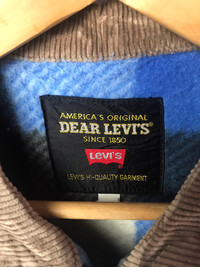 AMERICA'S ORIGINAL
DEAR LEVI'S
SINCE 1850
LEVI'S
LEVI'S HI-QUALITY GARMENT